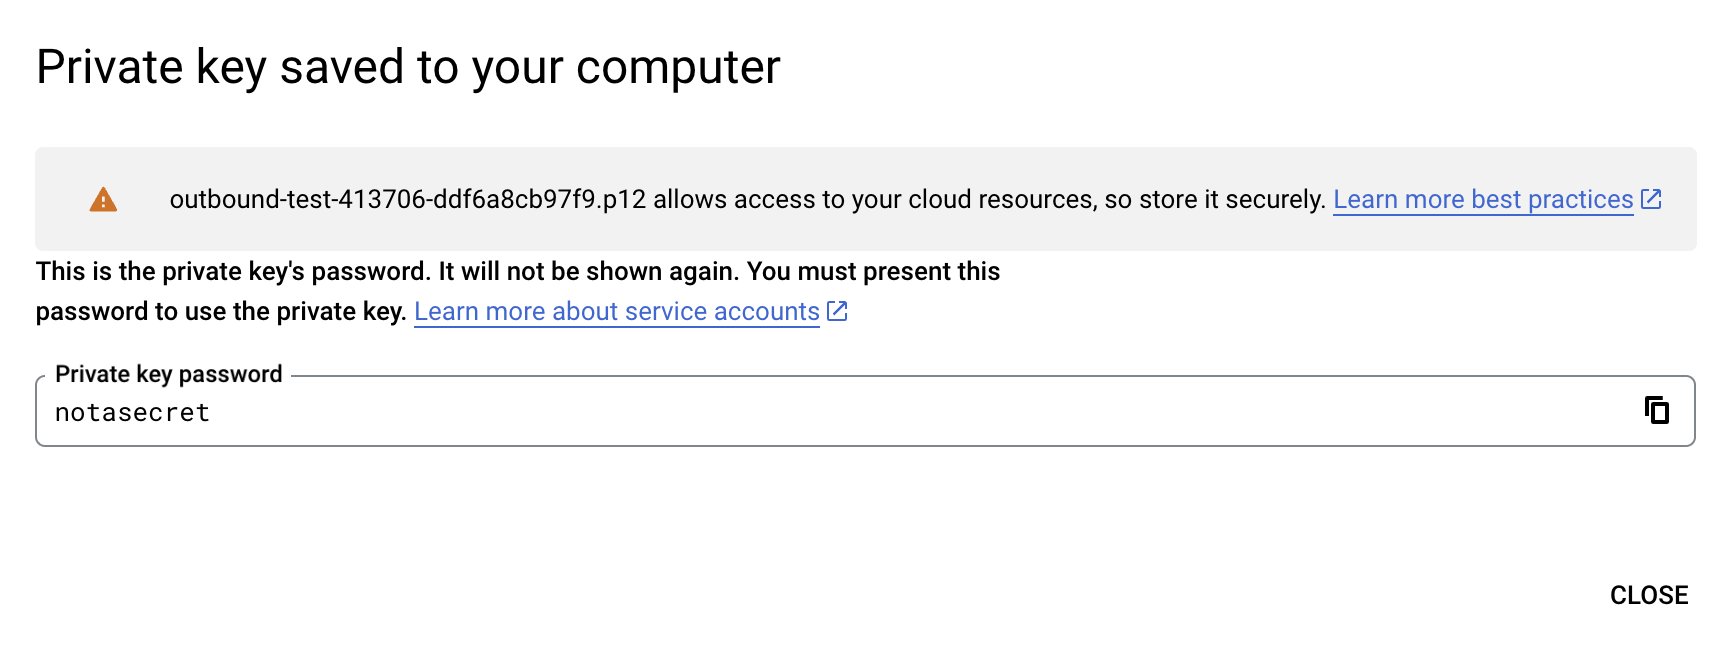 Private key saved to your computer
outbound-test-413706-ddf6a8cb97f9.p12 allows access to your cloud resources, so store it securely. Learn more best practices
This is the private key's password. It will not be shown again. You must present this
password to use the private key. Learn more about service accounts
Private key password
notasecret
CLOSE